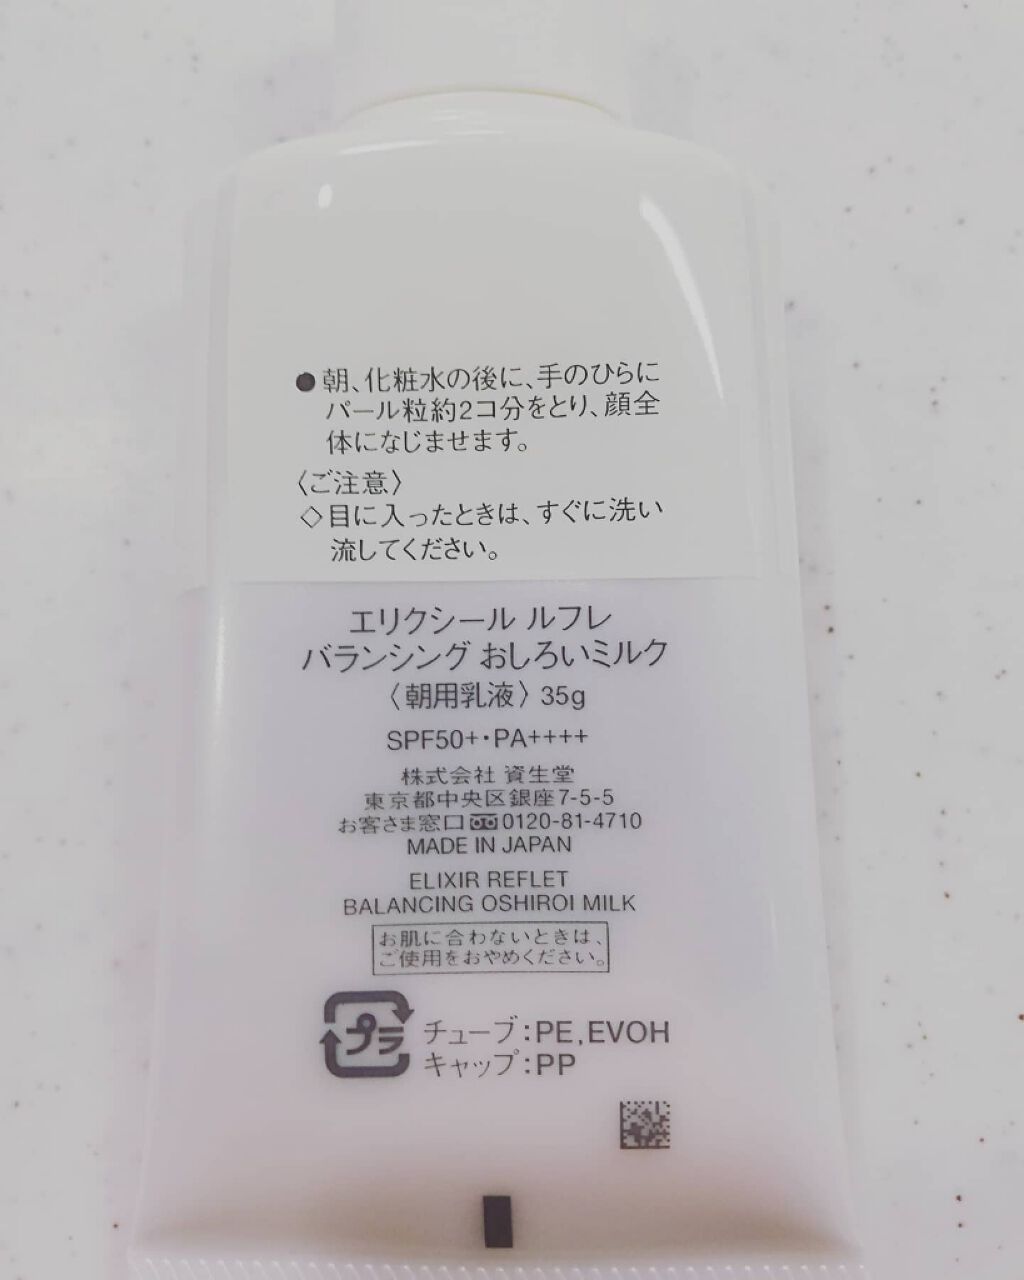 ●朝、化粧水の後に、手のひらに
パール粒約2コ分をとり、顔全
体になじませます。
〈ご注意〉
◇目に入ったときは、すぐに洗い
流してください。
エリクシール ルフレ
バランシング おしろいミルク
〈朝用乳液〉35g
SPF50+・PA++++
株式会社 資生堂
東京都中央区銀座7-5-5
お客さま窓口 0120-81-4710
MADE IN JAPAN
ELIXIR REFLET
BALANCING OSHIROI MILK
お肌に合わないときは、
ご使用をおやめください。
プラ
チューブ:PE,EVOH
キャップ:PP